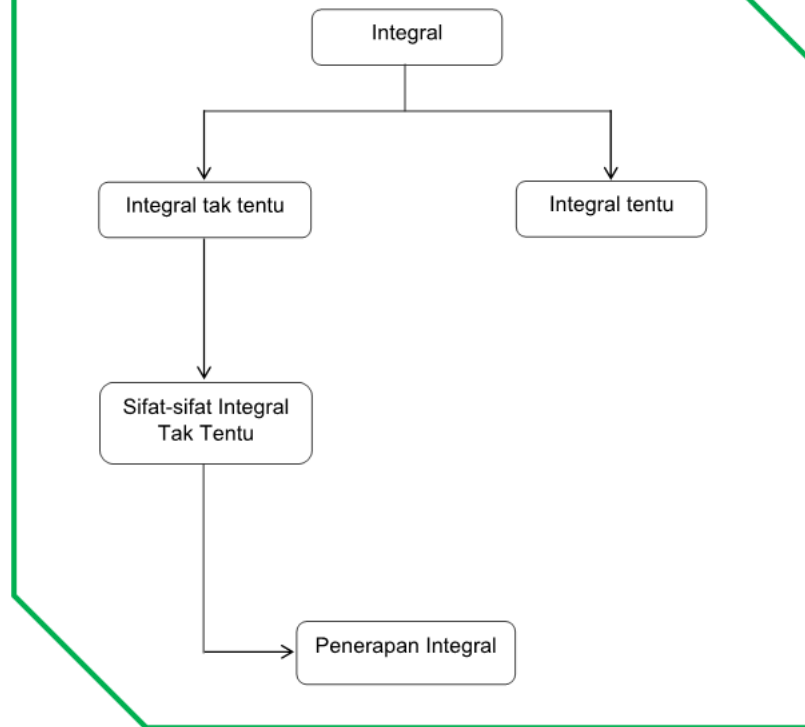 Integral
Integral tak tentu
Integral tentu
Sifat-sifat Integral
Tak Tentu
Penerapan Integral